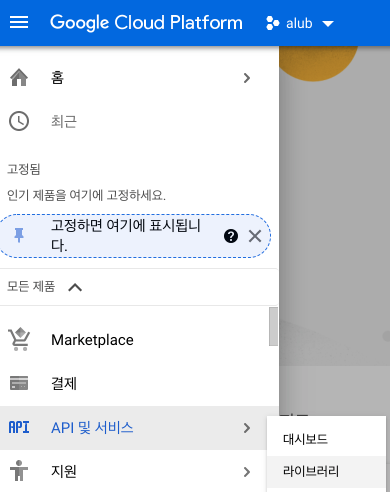 Google Cloud Platform
alub
홈
최근
고정됨
인기 제품을 여기에 고정하세요.
고정하면 여기에 표시됩니
다.
모든 제품
Marketplace
결제
API API 및 서비스
대시보드
지원
라이브러리